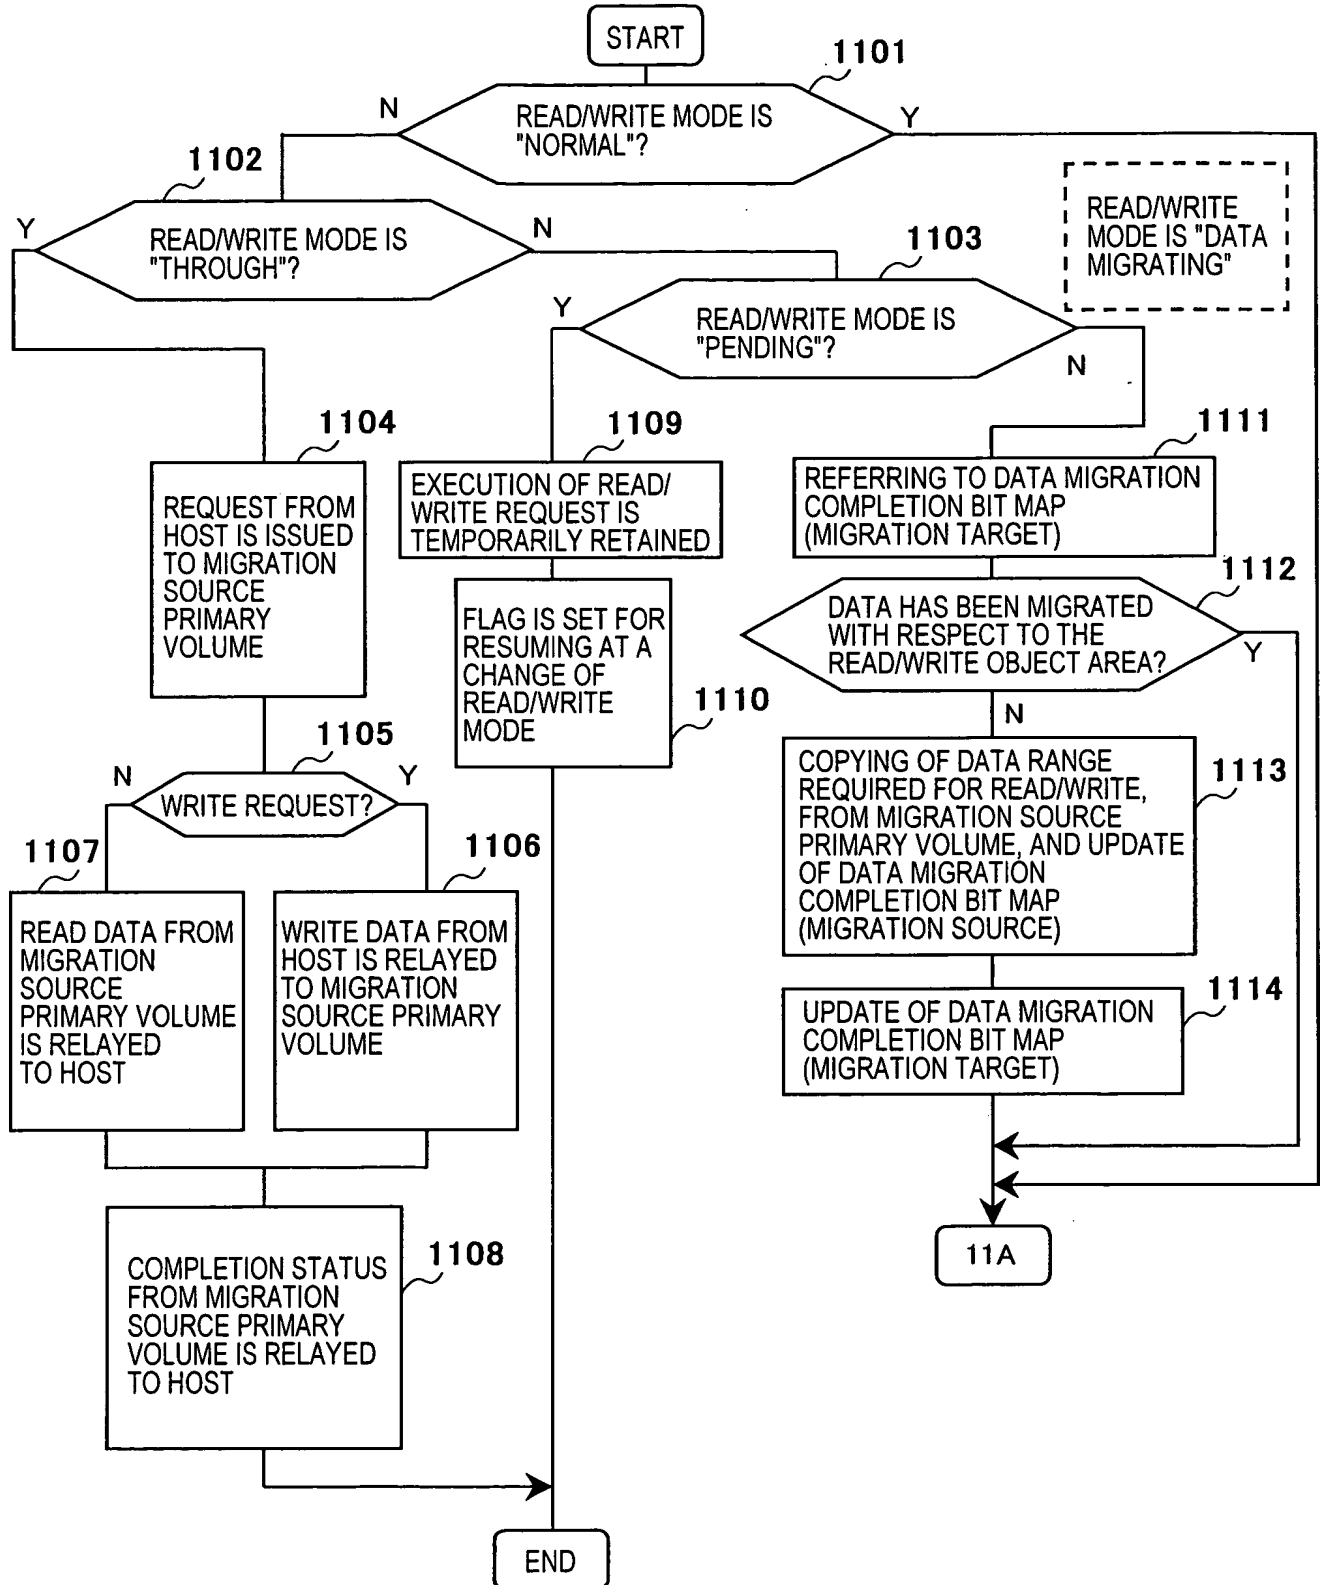 START
1101
READ/WRITE MODE IS
"NORMAL"?
N
Y
1102
READ/WRITE MODE IS
"THROUGH"?
Y
N
READ/WRITE
MODE IS "DATA
MIGRATING"
1103
READ/WRITE MODE IS
"PENDING"?
Y
N
1104
REQUEST FROM
HOST IS ISSUED
TO MIGRATION
SOURCE
PRIMARY
VOLUME
1109
EXECUTION OF READ/
WRITE REQUEST IS
TEMPORARILY RETAINED
1111
REFERRING TO DATA MIGRATION
COMPLETION BIT MAP
(MIGRATION TARGET)
FLAG IS SET FOR
RESUMING AT A
CHANGE OF
READ/WRITE
MODE
1110
1112
DATA HAS BEEN MIGRATED
WITH RESPECT TO THE
READ/WRITE OBJECT AREA?
Y
N
1105
WRITE REQUEST?
N
Y
1113
COPYING OF DATA RANGE
REQUIRED FOR READ/WRITE,
FROM MIGRATION SOURCE
PRIMARY VOLUME, AND UPDATE
OF DATA MIGRATION
COMPLETION BIT MAP
(MIGRATION SOURCE)
1107
READ DATA FROM
MIGRATION
SOURCE
PRIMARY VOLUME
IS RELAYED
TO HOST
1106
WRITE DATA FROM
HOST IS RELAYED
TO MIGRATION
SOURCE PRIMARY
VOLUME
1114
UPDATE OF DATA MIGRATION
COMPLETION BIT MAP
(MIGRATION TARGET)
11A
1108
COMPLETION STATUS
FROM MIGRATION
SOURCE PRIMARY
VOLUME IS RELAYED
TO HOST
END